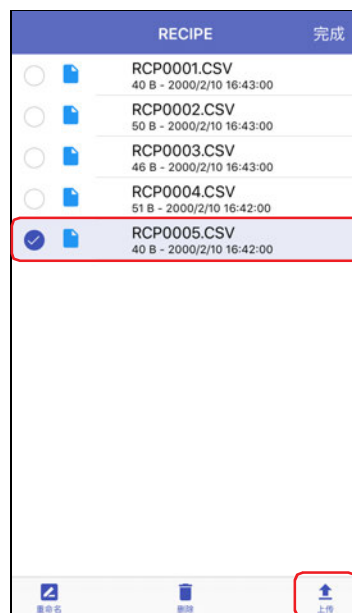 RECIPE 完成
RCP0001.CSV
40 B - 2000/2/10 16:43:00
RCP0002.CSV
50 B - 2000/2/10 16:43:00
RCP0003.CSV
46 B - 2000/2/10 16:43:00
RCP0004.CSV
51 B - 2000/2/10 16:42:00
RCP0005.CSV
40 B - 2000/2/10 16:42:00
重命名 删除 上传